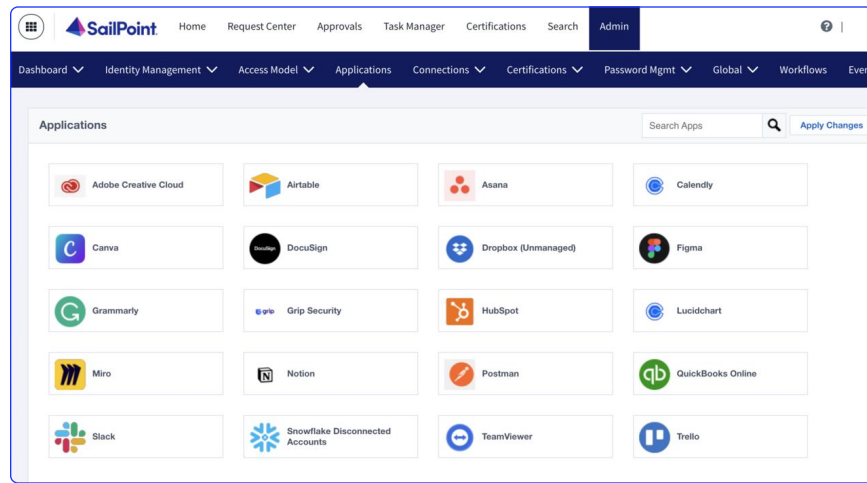 SailPoint Home Request Center Approvals Task Manager Certifications Search Admin
Dashboard Identity Management Access Model Applications Connections Certifications Password Mgmt Global Workflows Even
Applications Search Apps Apply Changes
Adobe Creative Cloud Airtable Asana Calendly
Canva DocuSign DocuSign Dropbox (Unmanaged) Figma
Grammarly grip Grip Security HubSpot Lucidchart
Miro Notion Postman QuickBooks Online
Slack Snowflake Disconnected
Accounts TeamViewer Trello